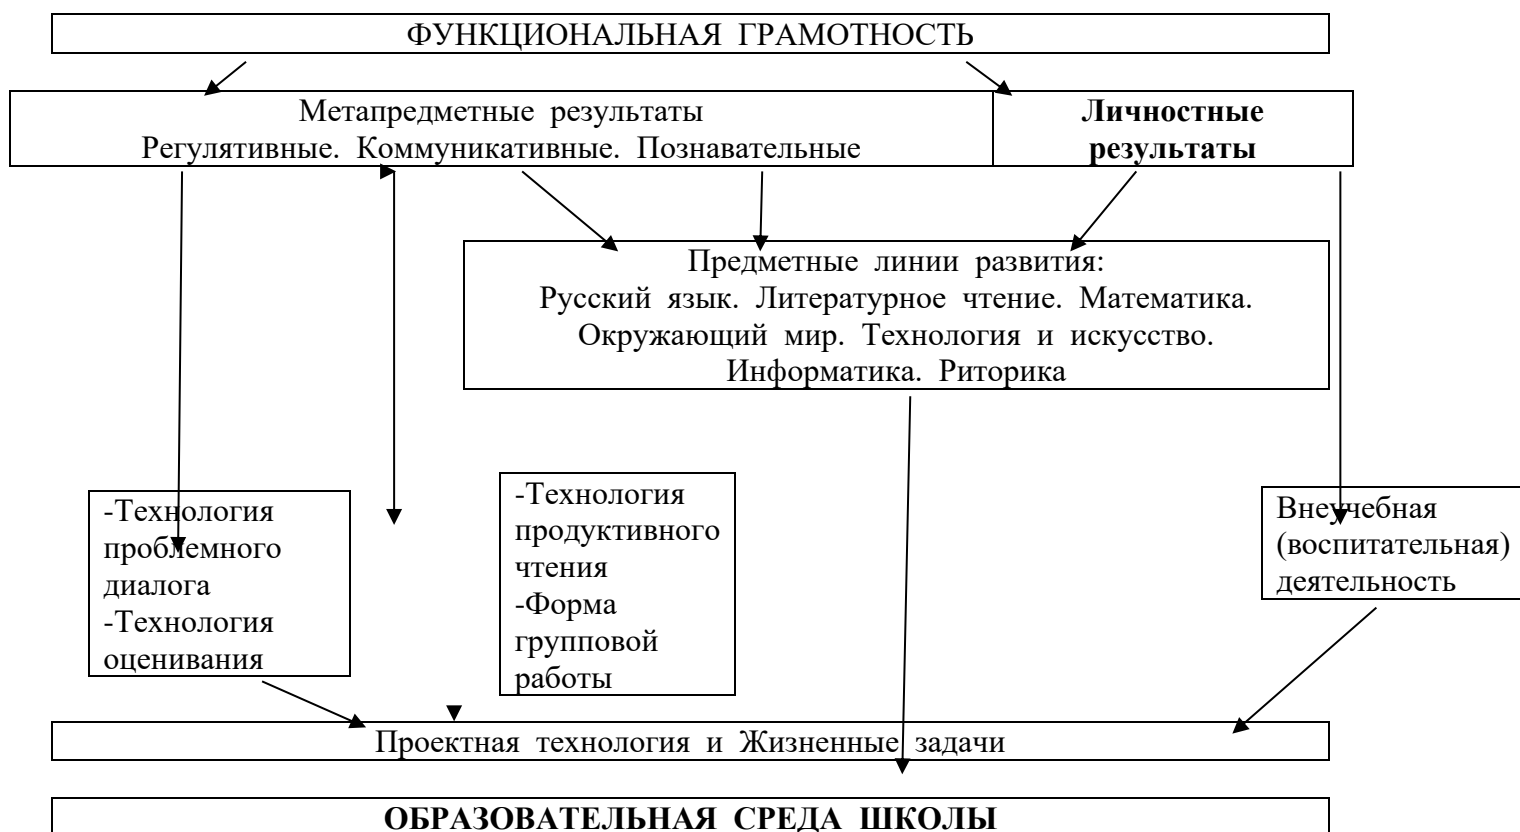 ФУНКЦИОНАЛЬНАЯ ГРАМОТНОСТЬ
Метапредметные результаты
Регулятивные. Коммуникативные. Познавательные
Личностные
результаты
Предметные линии развития:
Русский язык. Литературное чтение. Математика.
Окружающий мир. Технология и искусство.
Информатика. Риторика
-Технология
проблемного
диалога
-Технология
оценивания
-Технология
продуктивного
чтения
-Форма
групповой
работы
Внеучебная
(воспитательная)
деятельность
Проектная технология и Жизненные задачи
ОБРАЗОВАТЕЛЬНАЯ СРЕДА ШКОЛЫ